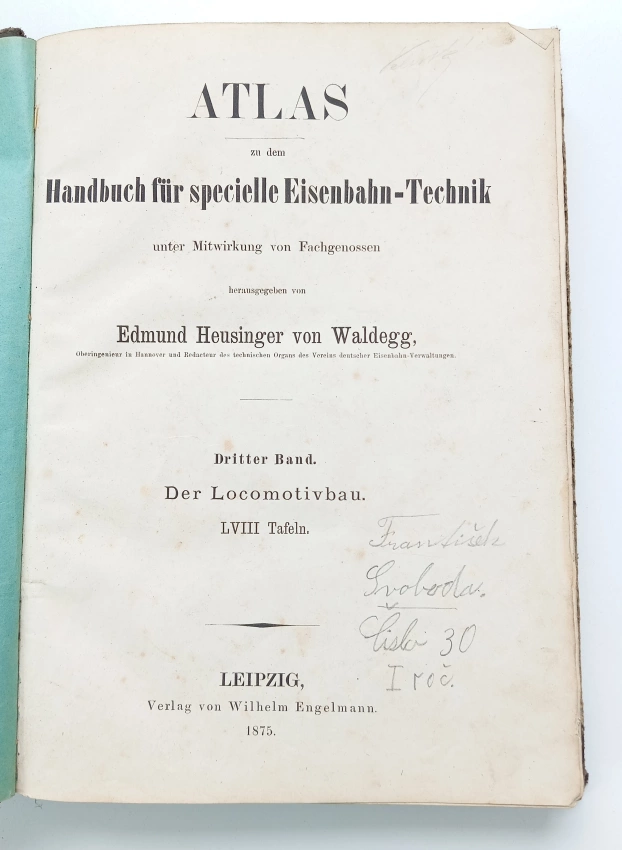 ATLAS
zu dem
Handbuch für specielle Eisenbahn-Technik
unter Mitwirkung von Fachgenossen
herausgegeben von
Edmund Heusinger von Waldegg,
Oberingenieur in Hannover und Redacteur des technischen Organs des Vereins deutscher Eisenbahn-Verwaltungen.
Dritter Band.
Der Locomotivbau.
LVIII Tafeln.
František
Svoboda.
Číslo 30
I roč.
LEIPZIG,
Verlag von Wilhelm Engelmann.
1875.